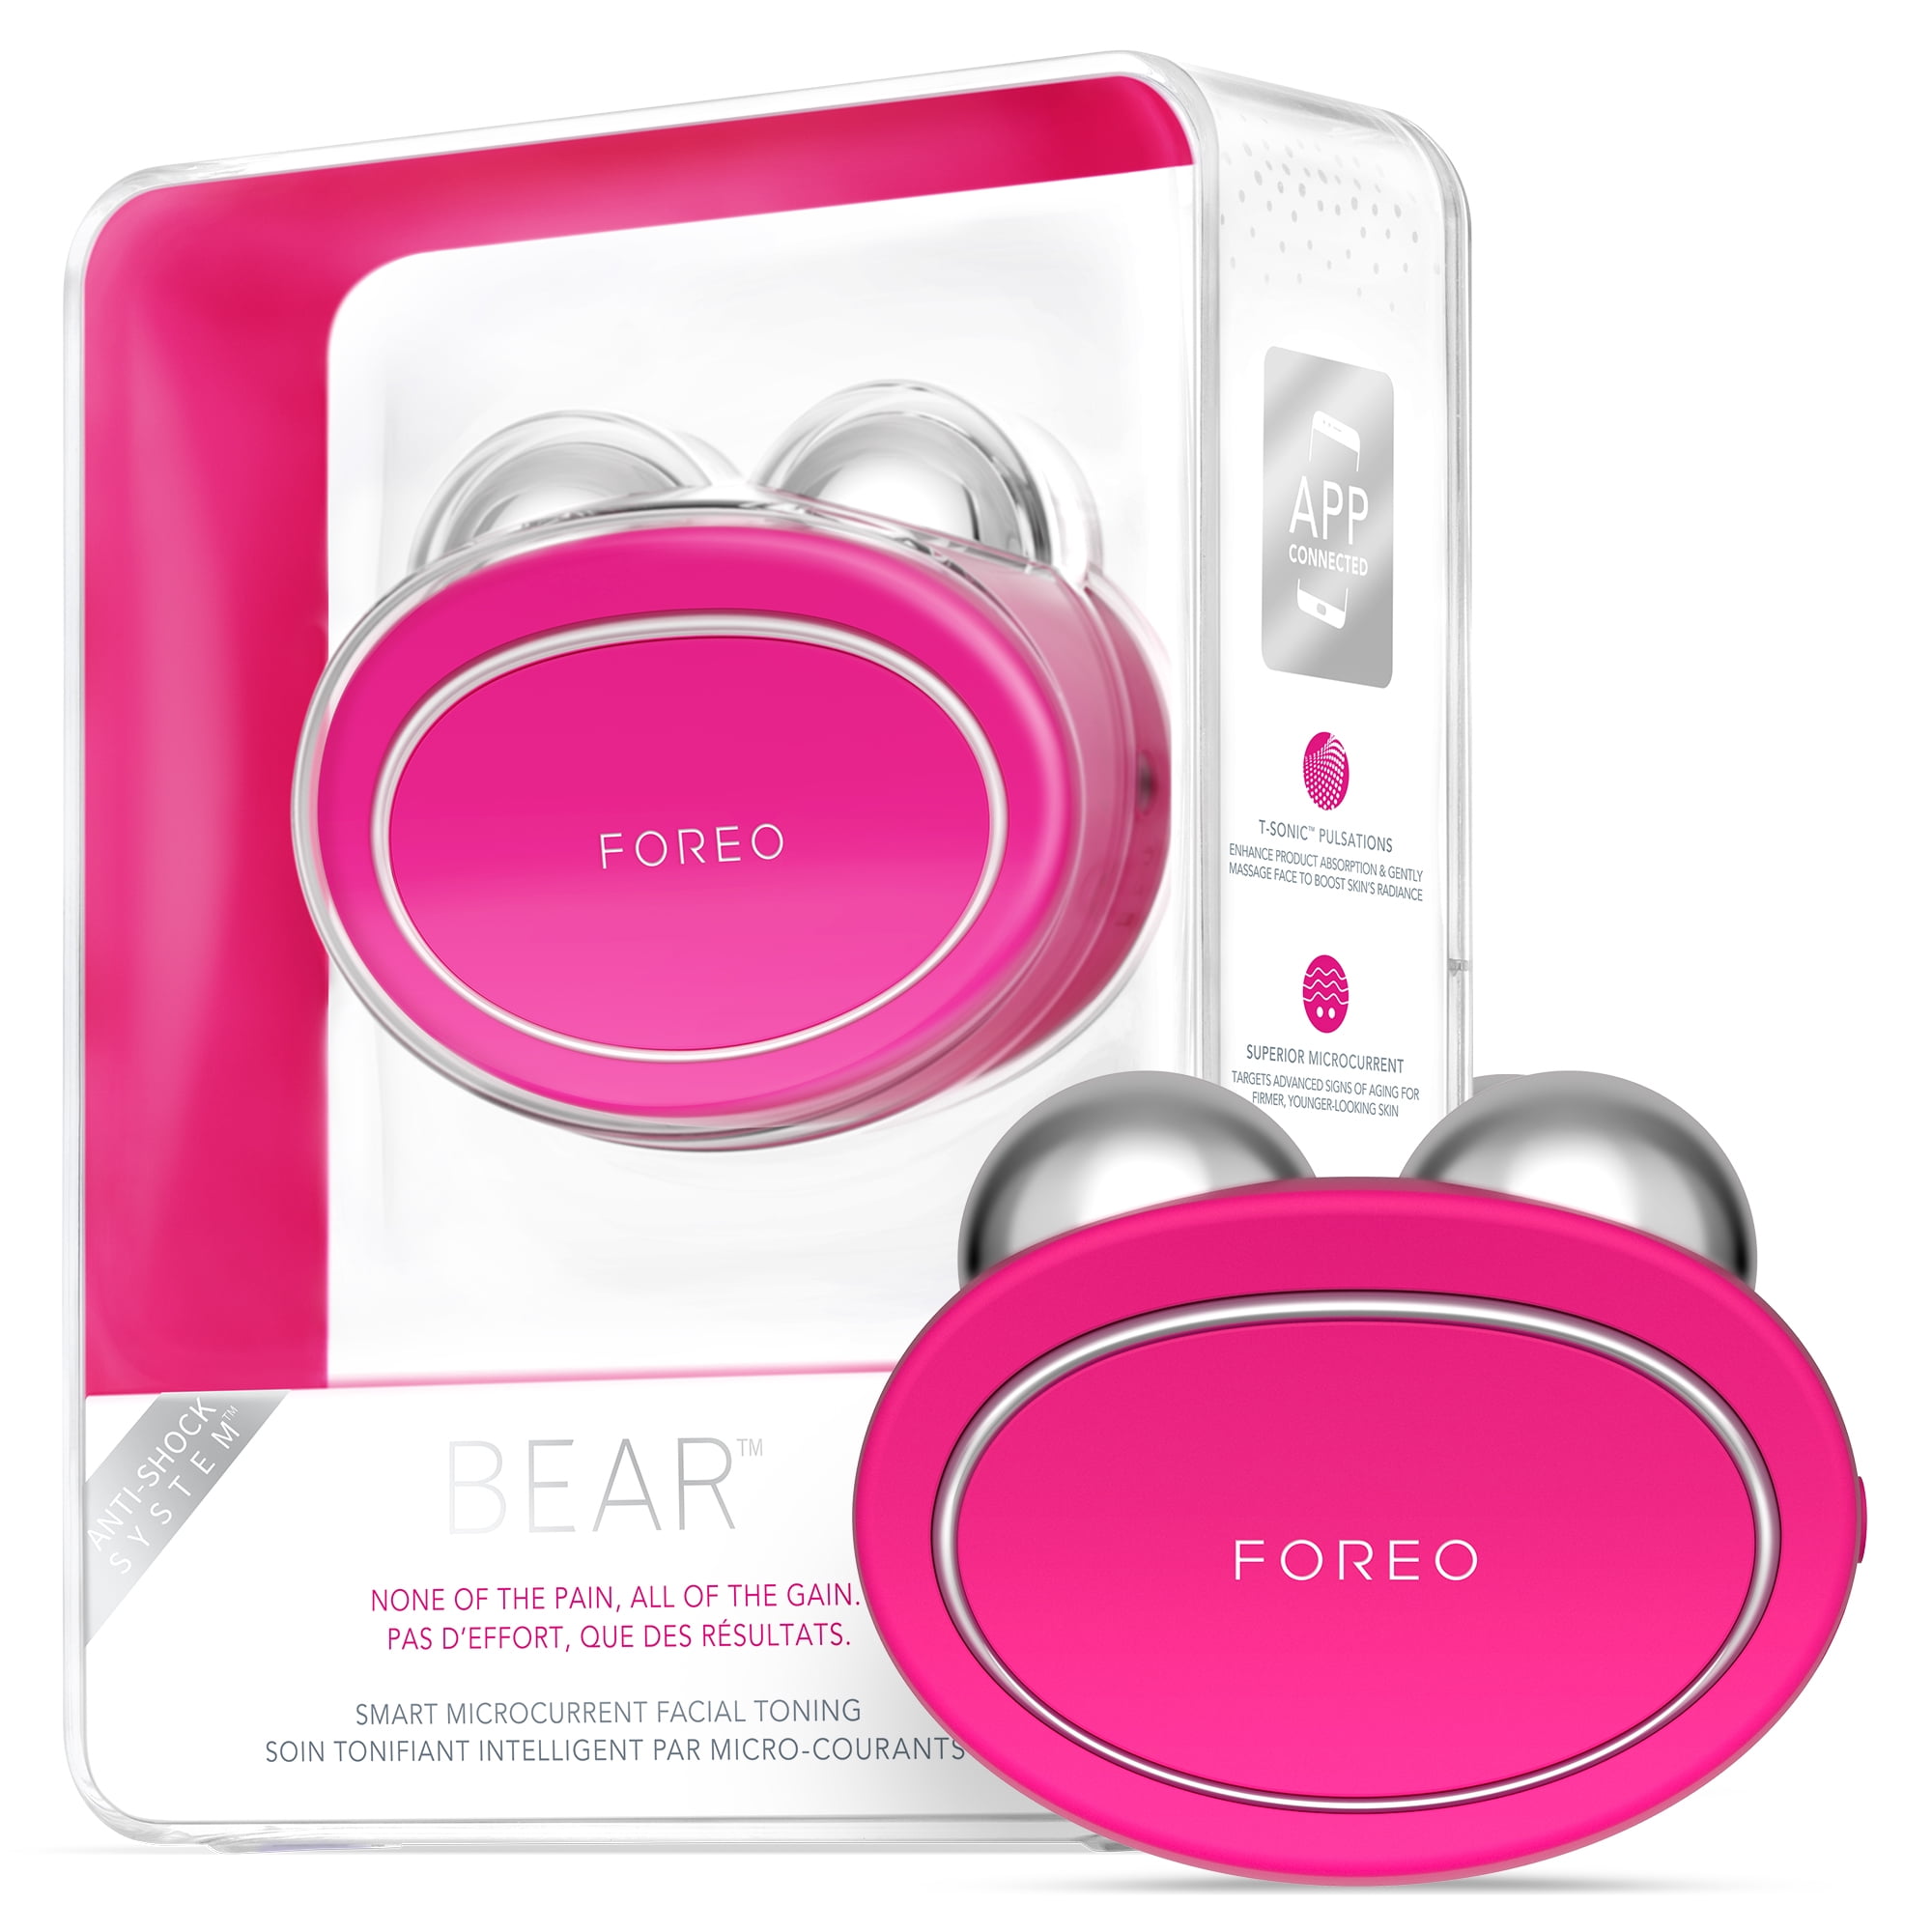 FOREO
ANTI-SHOCK
SYSTEM™
BEAR™
NONE OF THE PAIN, ALL OF THE GAIN.
PAS D’EFFORT, QUE DES RÉSULTATS.
SMART MICROCURRENT FACIAL TONING
SOIN TONIFIANT INTELLIGENT PAR MICRO-COURANTS
APP
CONNECTED
T-SONIC™ PULSATIONS
ENHANCE PRODUCT ABSORPTION & GENTLY
MASSAGE FACE TO BOOST SKIN'S RADIANCE
SUPERIOR MICROCURRENT
TARGETS ADVANCED SIGNS OF AGING FOR
FIRMER, YOUNGER-LOOKING SKIN
FOREO